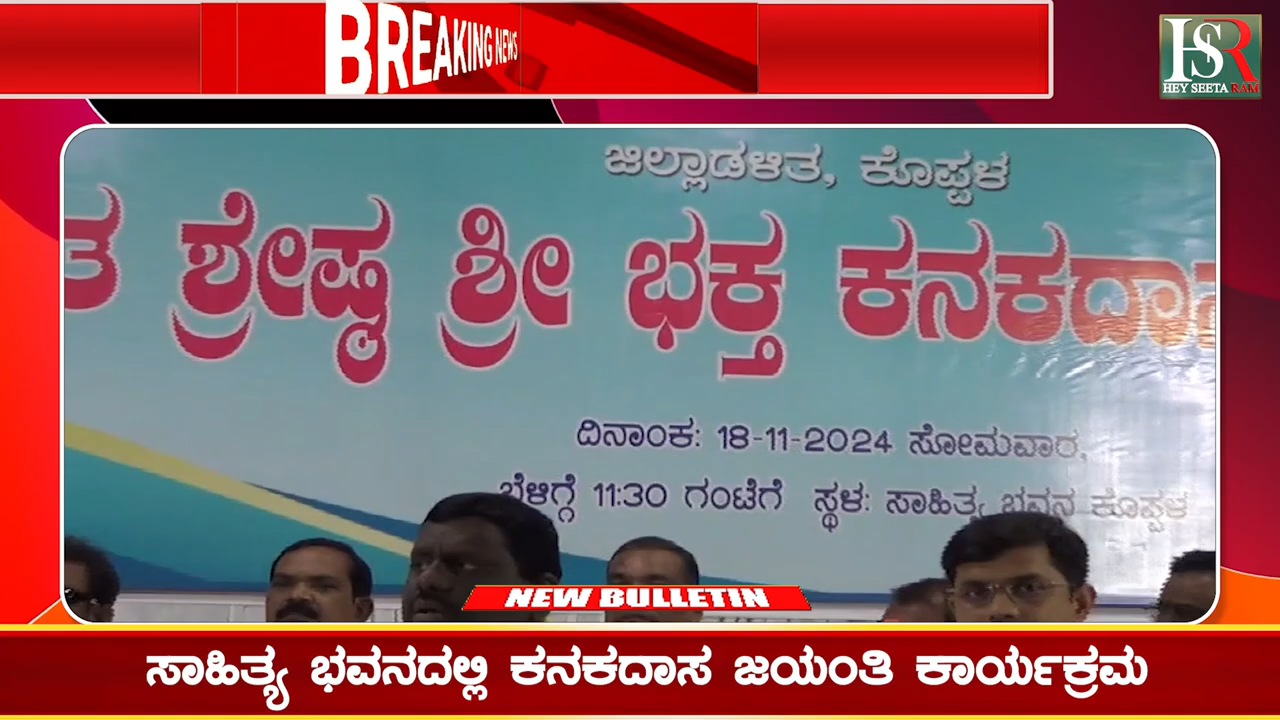 BREAKING NEWS
HSR
HEY SEETA RAM
ಜಿಲ್ಲಾಡಳಿತ, ಕೊಪ್ಪಳ
ಶ್ರೇಷ್ಠ ಶ್ರೀ ಭಕ್ತ ಕನಕದಾಸ
ದಿನಾಂಕ: 18-11-2024 ಸೋಮವಾರ,
ಬೆಳಿಗ್ಗೆ 11:30 ಗಂಟೆಗೆ ಸ್ಥಳ: ಸಾಹಿತ್ಯ ಭವನ ಕೊಪ್ಪಳ
NEW BULLETIN
ಸಾಹಿತ್ಯ ಭವನದಲ್ಲಿ ಕನಕದಾಸ ಜಯಂತಿ ಕಾರ್ಯಕ್ರಮ